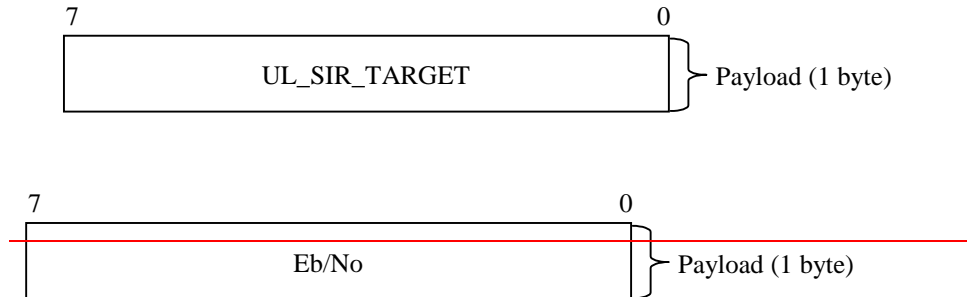 7 0
UL_SIR_TARGET Payload (1 byte)
7 0
Eb/No Payload (1 byte)